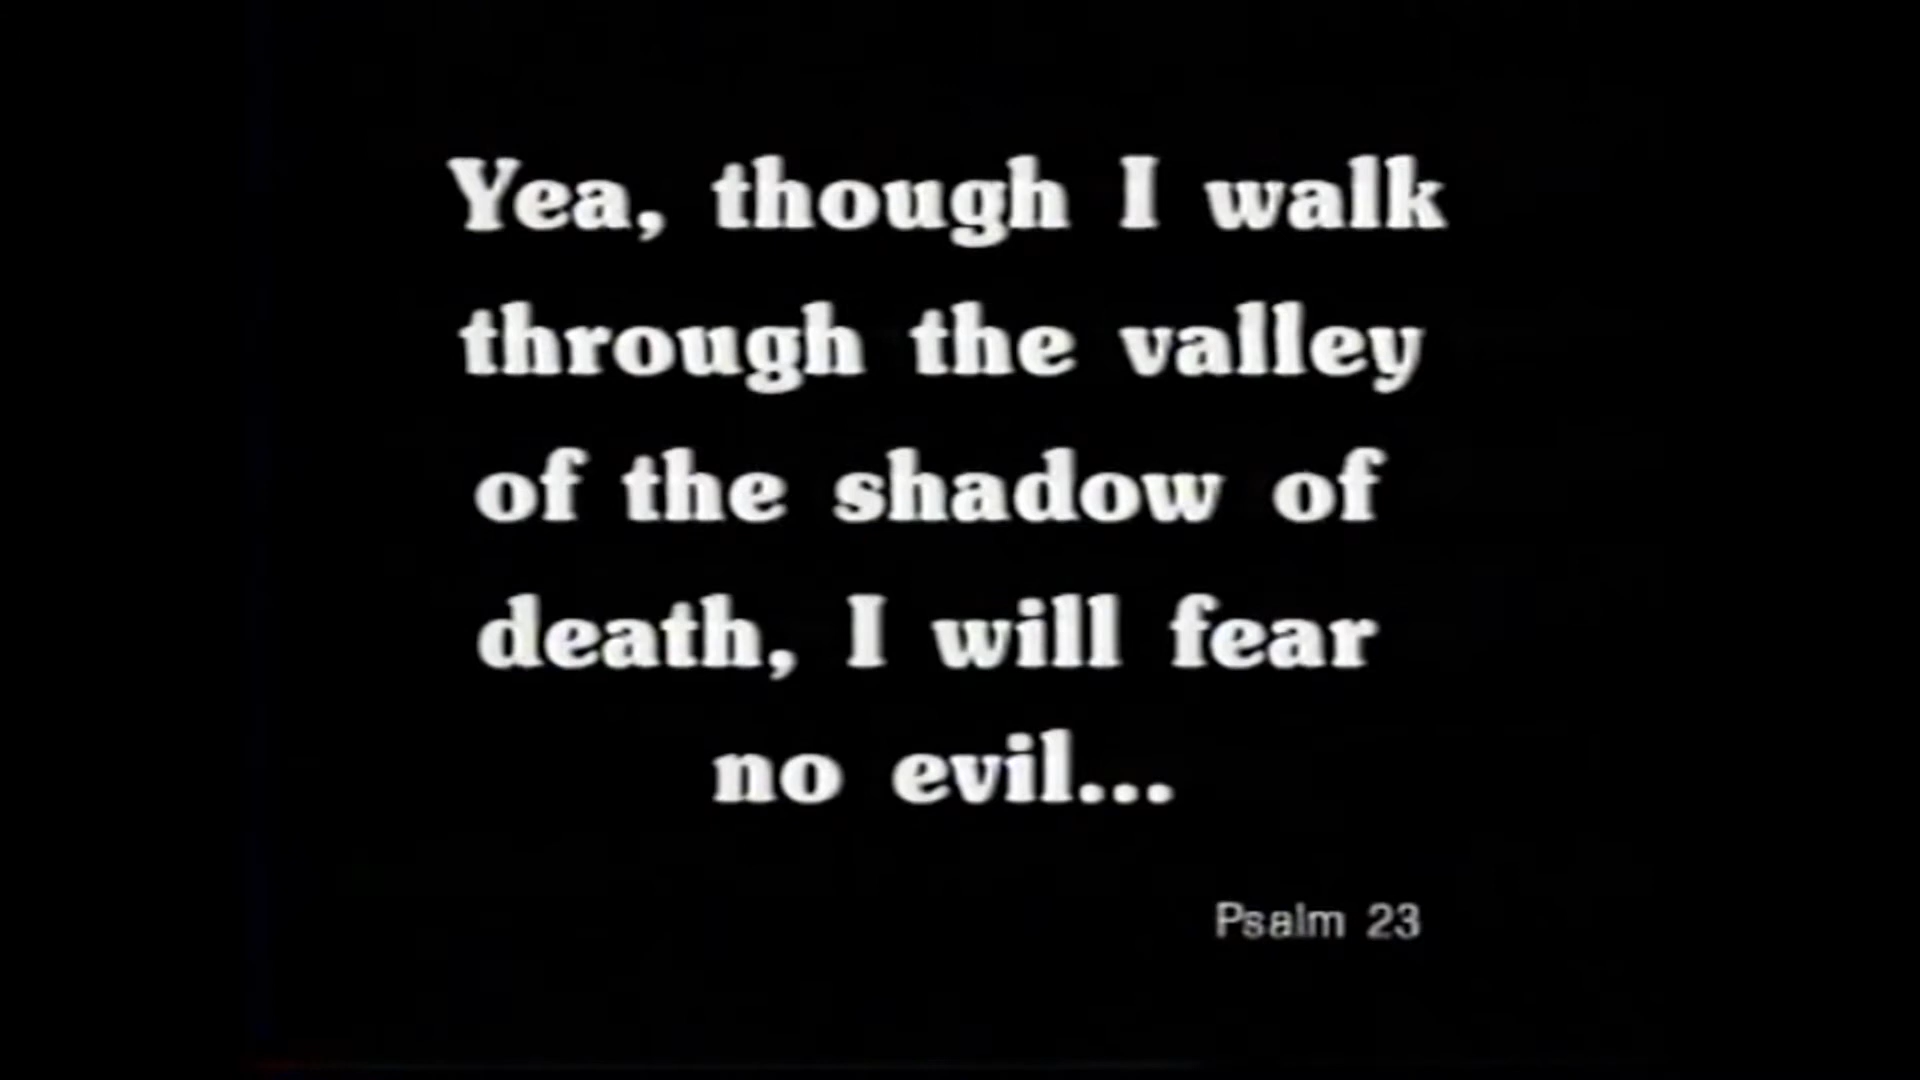 Yea, though I walk
through the valley
of the shadow of
death, I will fear
no evil...
Psalm 23